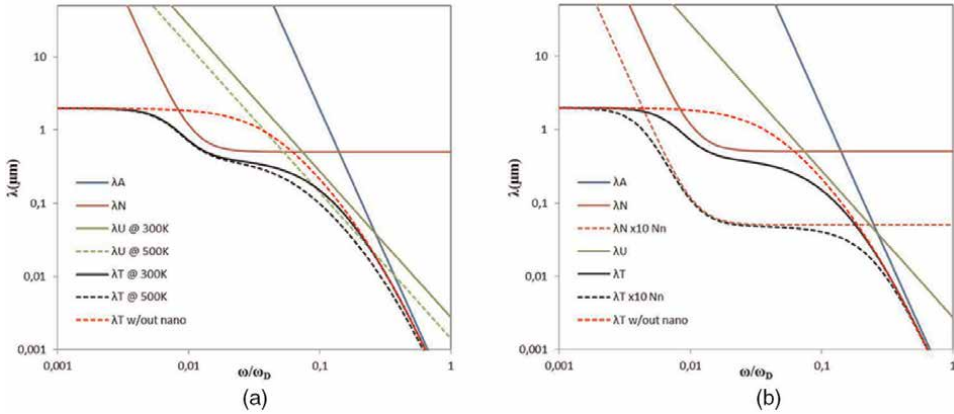 10
1
0,1
0,01
0,001
λ(µm)
λA
λN
λU @ 300K
λU @ 500K
λT @ 300K
λT @ 500K
λT w/out nano
0,001
0,01
0,1
1
ω/ωD
(a)
10
1
0,1
0,01
0,001
λ(µm)
λA
λN
λN x10 Nn
λU
λT
λT x10 Nn
λT w/out nano
0,001
0,01
0,1
1
ω/ωD
(b)